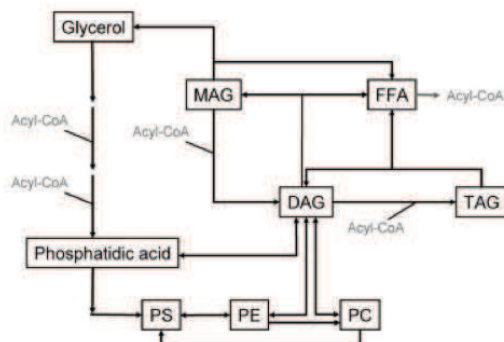 Glycerol
MAG
FFA
Acyl-CoA
Acyl-CoA
Acyl-CoA
Acyl-CoA
DAG
TAG
Acyl-CoA
Phosphatidic acid
PS
PE
PC